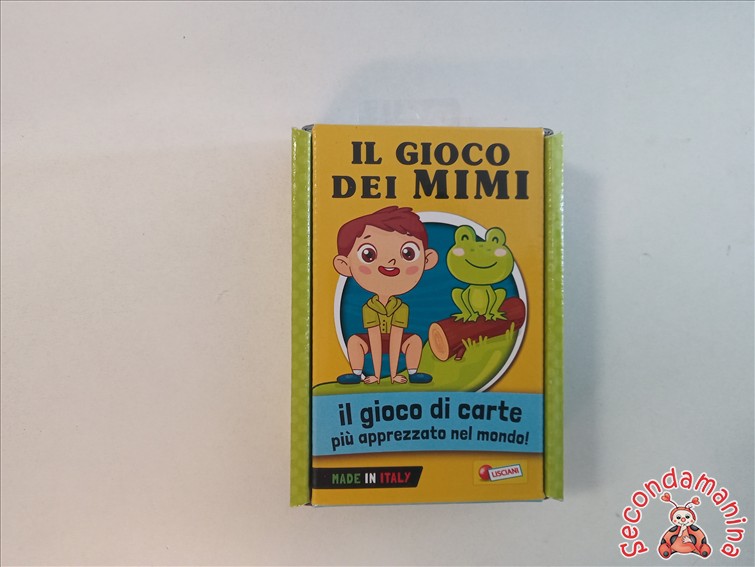 IL GIOCO
DEI MIMI
il gioco di carte
più apprezzato nel mondo!
MADE IN ITALY
LISCIANI
Secondamanina